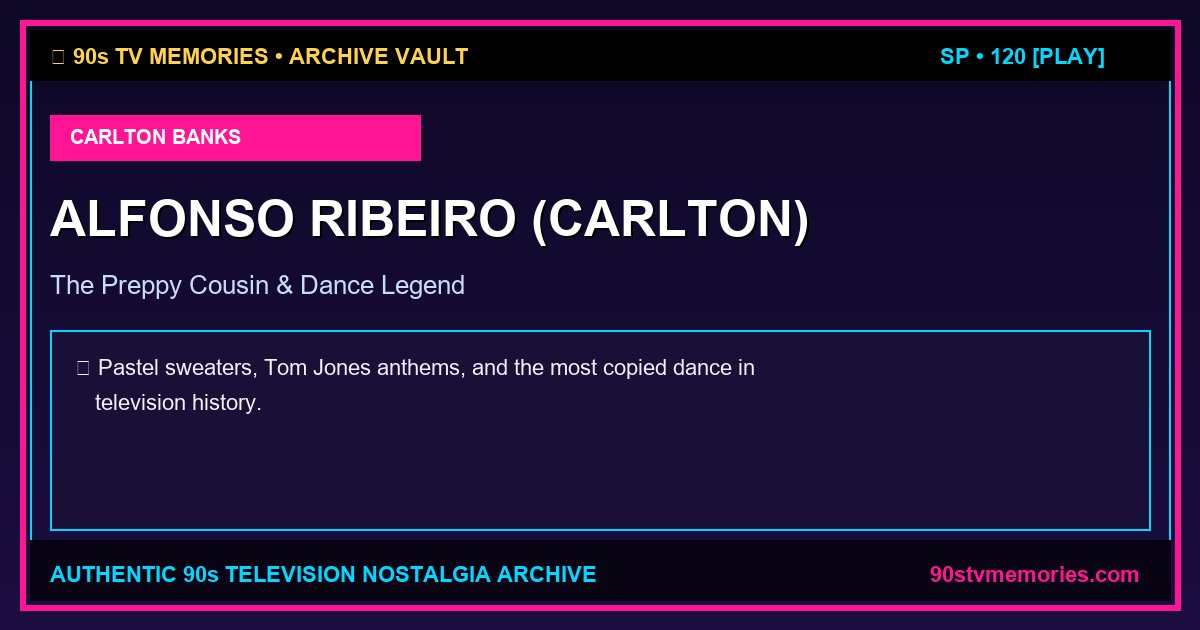 90s TV MEMORIES • ARCHIVE VAULT
SP • 120 [PLAY]
CARLTON BANKS
ALFONSO RIBEIRO (CARLTON)
The Preppy Cousin & Dance Legend
Pastel sweaters, Tom Jones anthems, and the most copied dance in
television history.
AUTHENTIC 90s TELEVISION NOSTALGIA ARCHIVE
90stvmemories.com